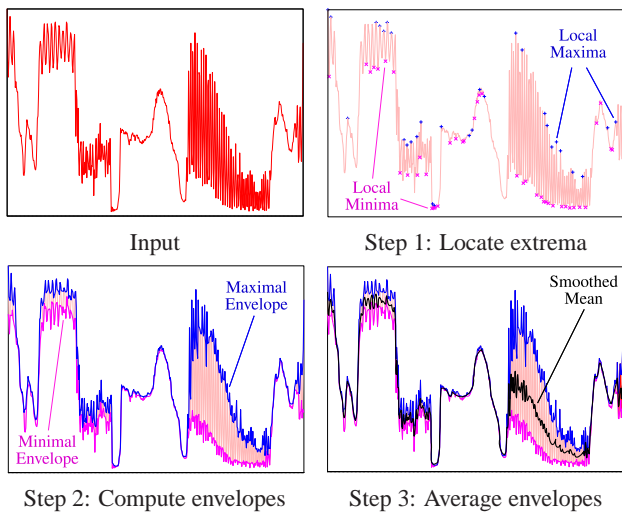 Local
Maxima
Local
Minima
Input
Step 1: Locate extrema
Maximal
Envelope
Minimal
Envelope
Smoothed
Mean
Step 2: Compute envelopes
Step 3: Average envelopes